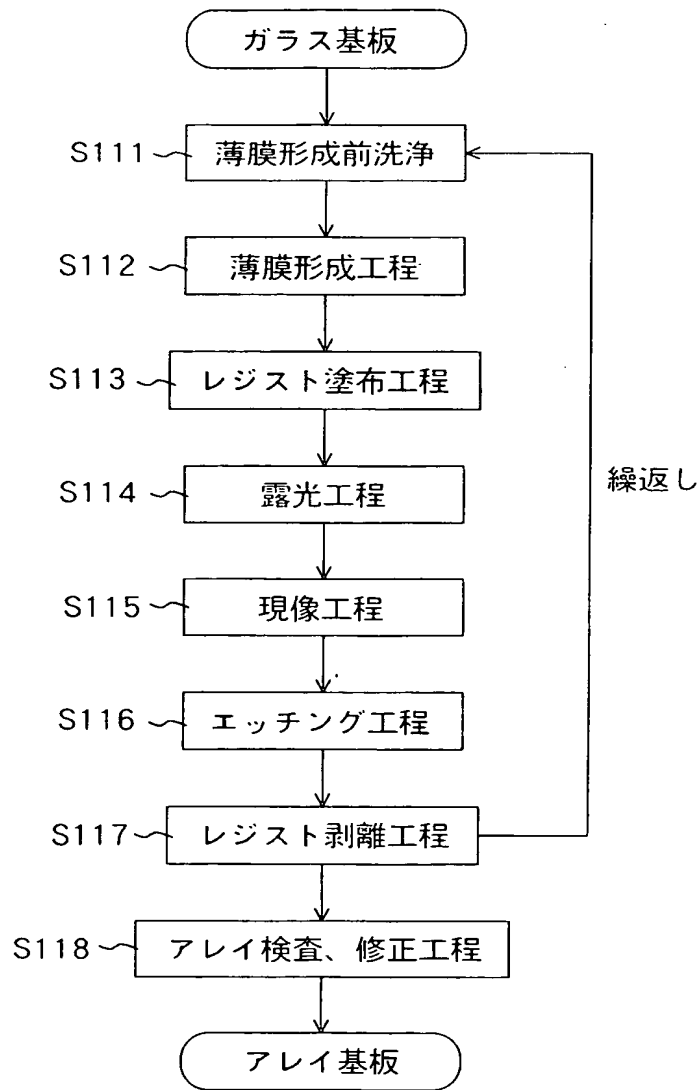 ガラス基板
S111 薄膜形成前洗浄
S112 薄膜形成工程
S113 レジスト塗布工程
S114 露光工程
繰返し
S115 現像工程
S116 エッチング工程
S117 レジスト剥離工程
S118 アレイ検査、修正工程
アレイ基板